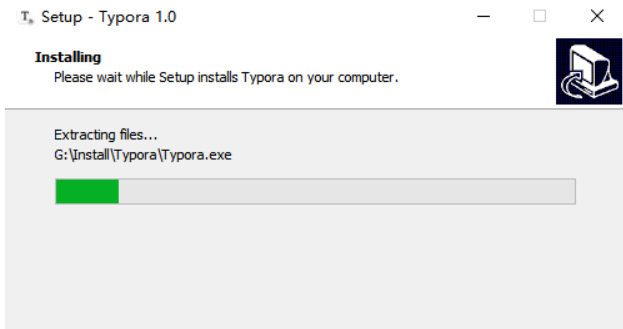 Setup - Typora 1.0
Installing
Please wait while Setup installs Typora on your computer.
Extracting files...
G:\Install\Typora\Typora.exe